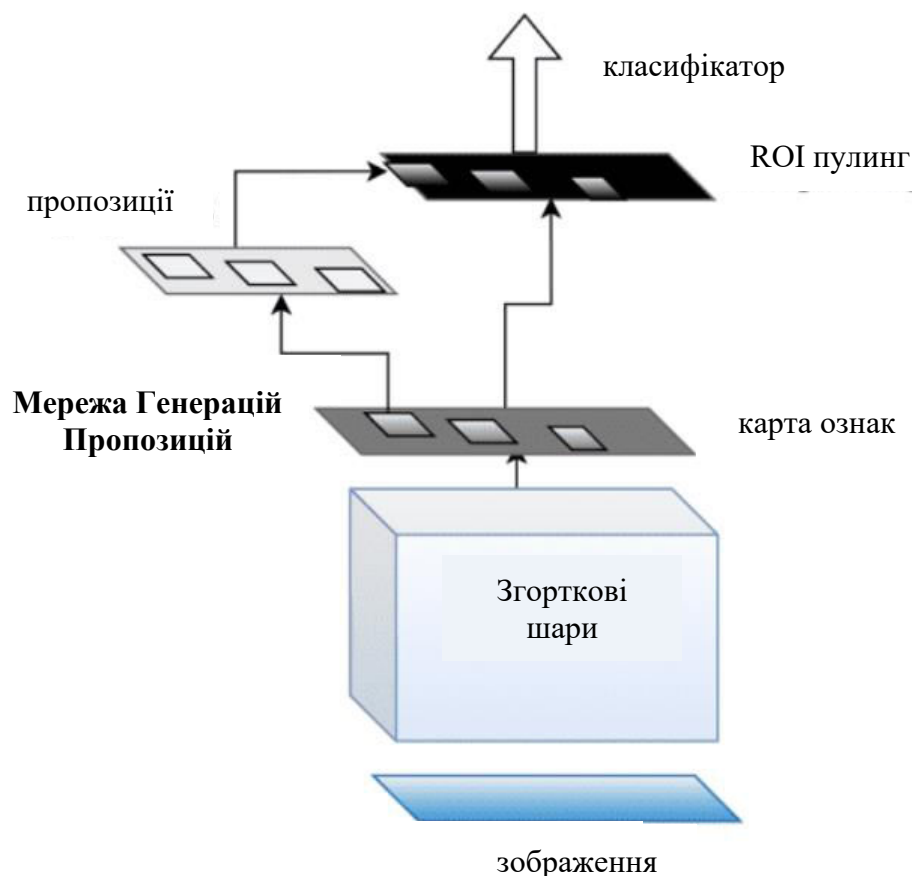 класифікатор
ROI пулинг
пропозиції
Мережа Генерацій
Пропозицій
карта ознак
Згорткові
шари
зображення